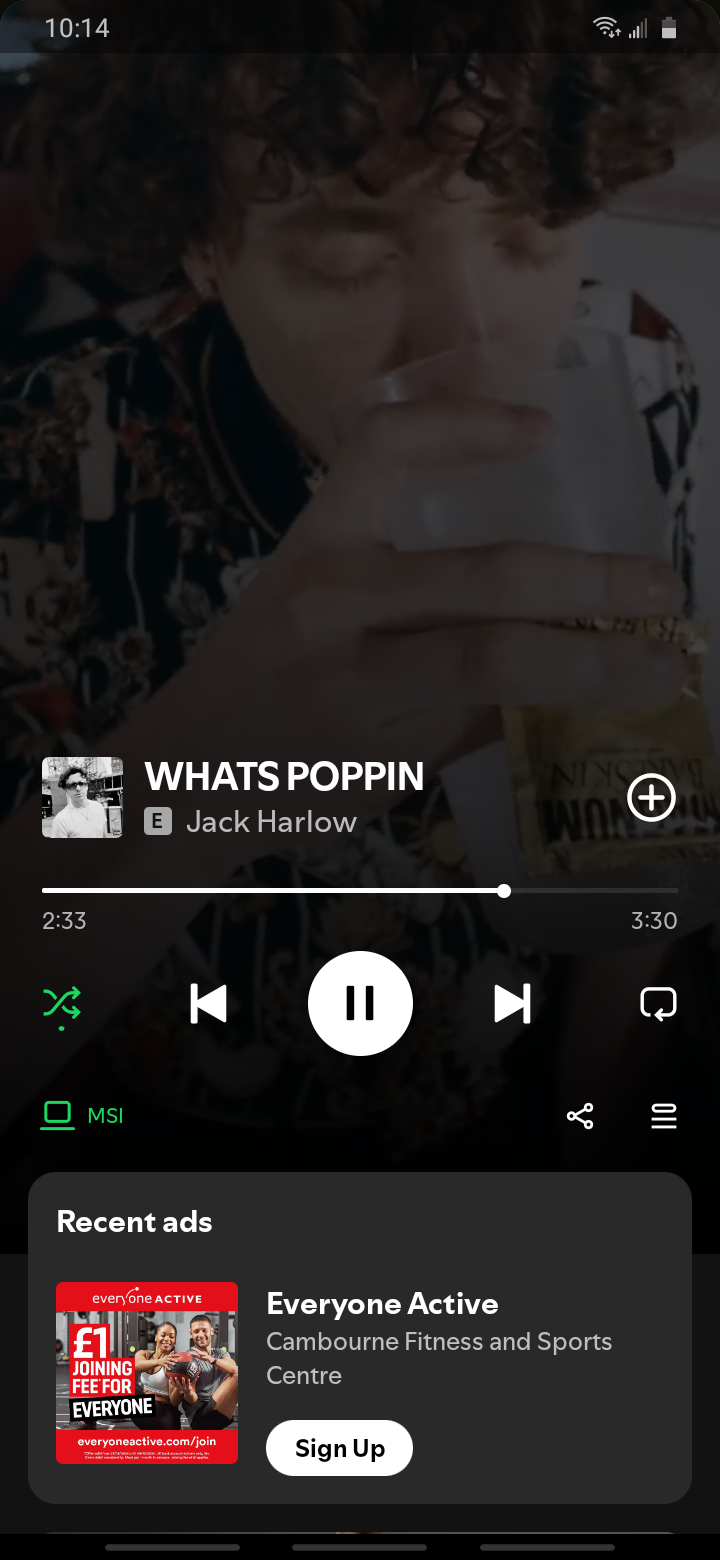 10:14
BARESKIN
WHATS POPPIN
E Jack Harlow
2:33
3:30
MSI
Recent ads
everyone ACTIVE
£1
JOINING
FEE FOR
EVERYONE
everyoneactive.com/join
Everyone Active
Cambourne Fitness and Sports
Centre
Sign Up